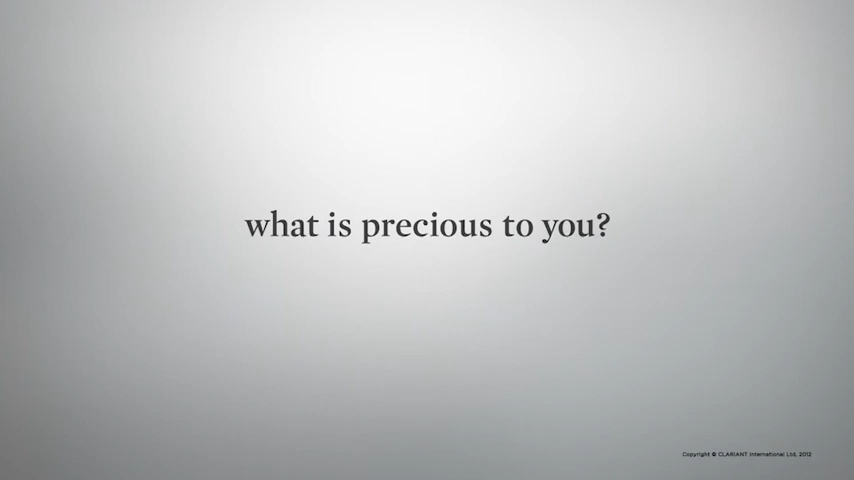 what is precious to you?
Copyright © CLARIANT International Ltd, 2012